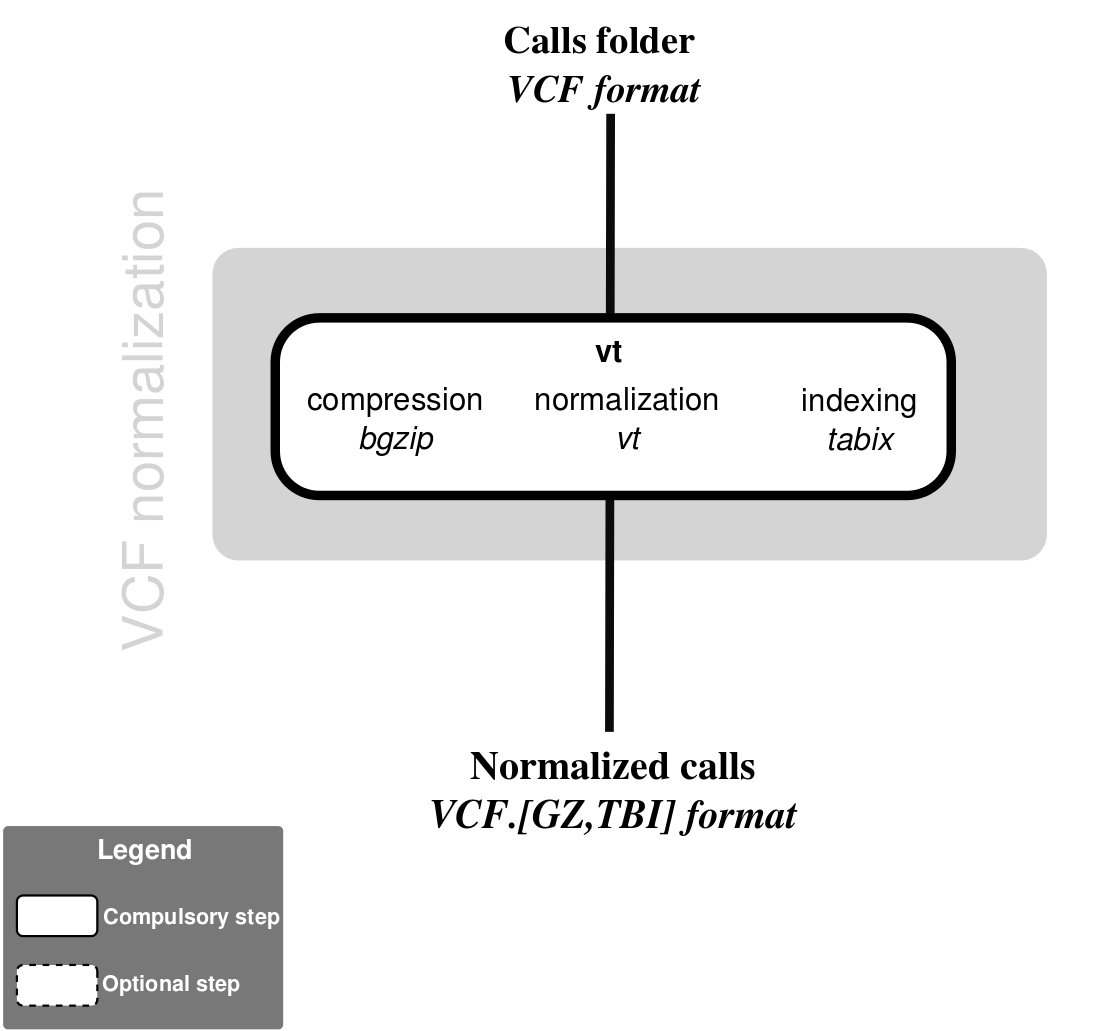 Calls folder
VCF format
VCF normalization
vt
compression normalization indexing
bgzip vt tabix
Normalized calls
VCF.[GZ,TBI] format
Legend
Compulsory step
Optional step